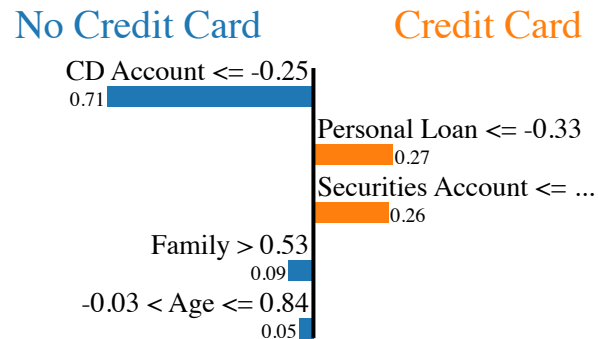 No Credit Card Credit Card
CD Account <= -0.25
0.71
Personal Loan <= -0.33
0.27
Securities Account <= ...
0.26
Family > 0.53
0.09
-0.03 < Age <= 0.84
0.05